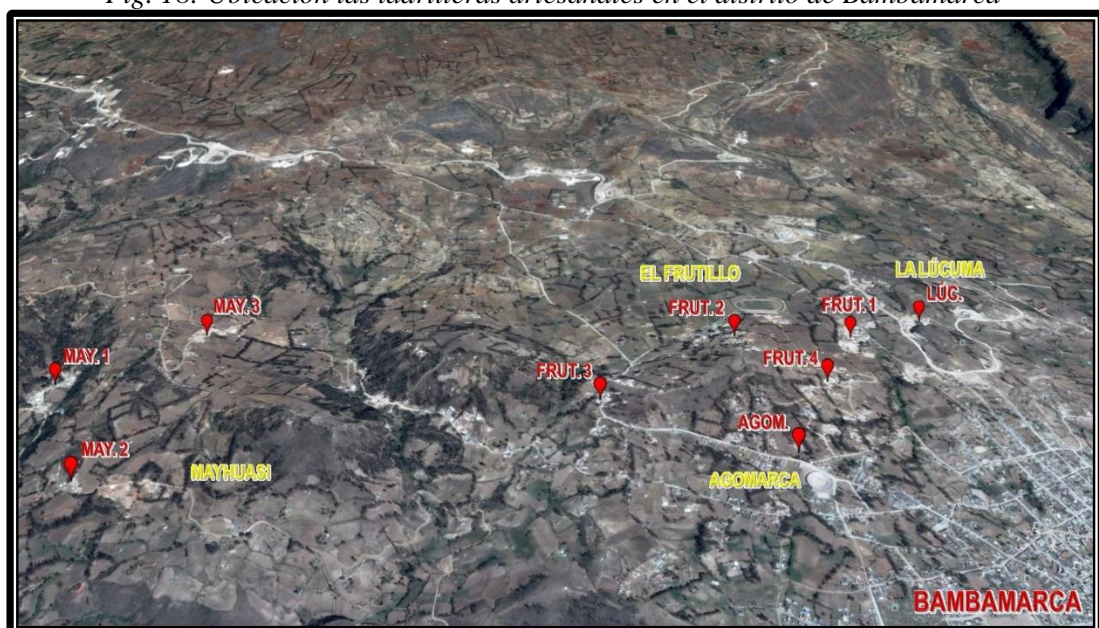 Fig. 18. Ubicación las ladrilleras artesanales en el distrito de Bambamarca
EL FRUTILLO
LA LÚCUMA
LÚC.
MAY. 3
FRUT. 2
FRUT. 1
MAY. 1
FRUT. 3
FRUT. 4
AGOM.
MAY. 2
MAYHUASI
AGOMARCA
BAMBAMARCA